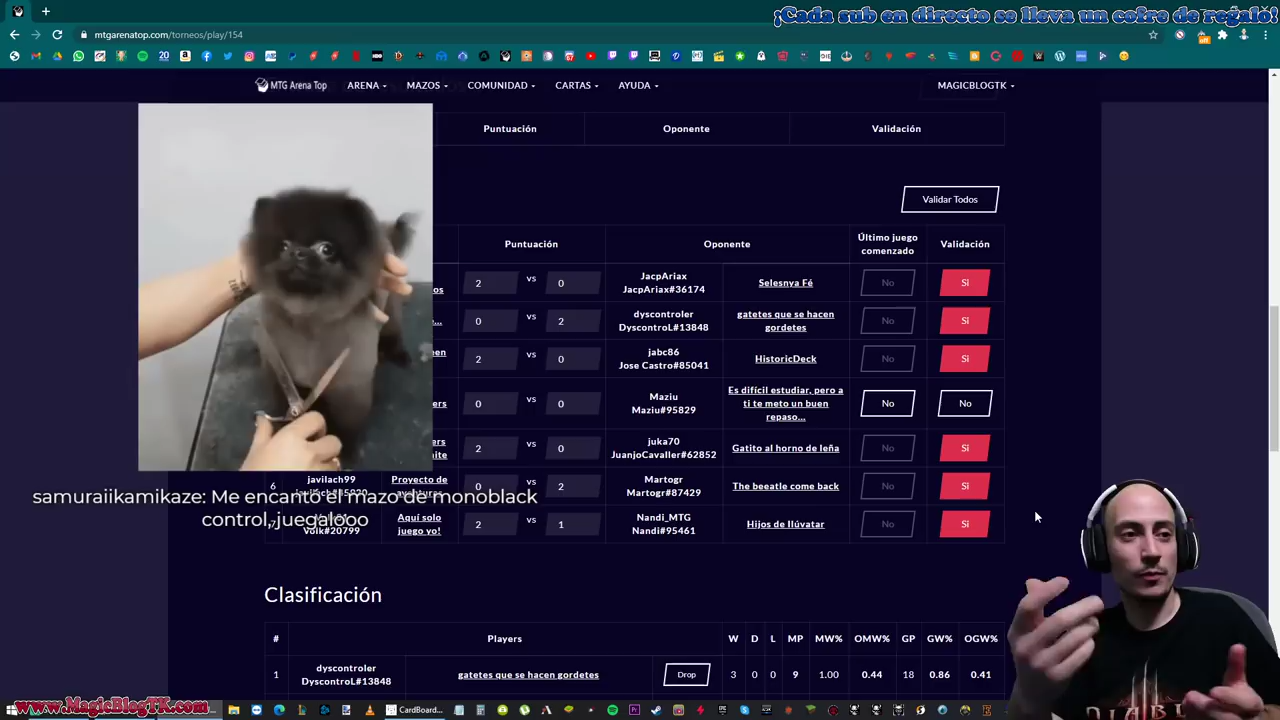 ¡Cada sub en directo se lleva un cofre de regalo!
mtgarenatop.com/torneos/play/154
MTG Arena Top ARENA MAZOS COMUNIDAD CARTAS AYUDA MAGICBLOGTK
Puntuación Oponente Validación
Validar Todos
Puntuación Oponente Último juego comenzado Validación
2 vs 0 JacpAriax Selesnya Fé No Si
JacpAriax#36174
0 vs 2 dyscontroler gatetes que se hacen gordetes No Si
DyscontroL#13848
2 vs 0 jabc86 HistoricDeck No Si
Jose Castro#85041
0 vs 0 Maziu Es difícil estudiar, pero a No No
Maziu#95829 ti te meto un buen
repaso...
2 vs 0 juka70 Gatito al horno de leña No Si
JuanjoCavaller#62852
samuraiikamikaze: Me encanto el mazo de monoblack
control, juegalooo
6 javilach99 Proyecto de 0 vs 2 Martogr The beeatle come back No Si
Martogr#87429
7 Aquí solo 2 vs 1 Nandi_MTG Hijos de Ilúvatar No Si
Volk#20799 juego yo! Nandi#95461
Clasificación
# Players W D L MP MW% OMW% GP GW% OGW%
1 dyscontroler gatetes que se hacen gordetes Drop 3 0 0 9 1.00 0.44 18 0.86 0.41
DyscontroL#13848
www.MagicBlogTK.com
CardBoard...